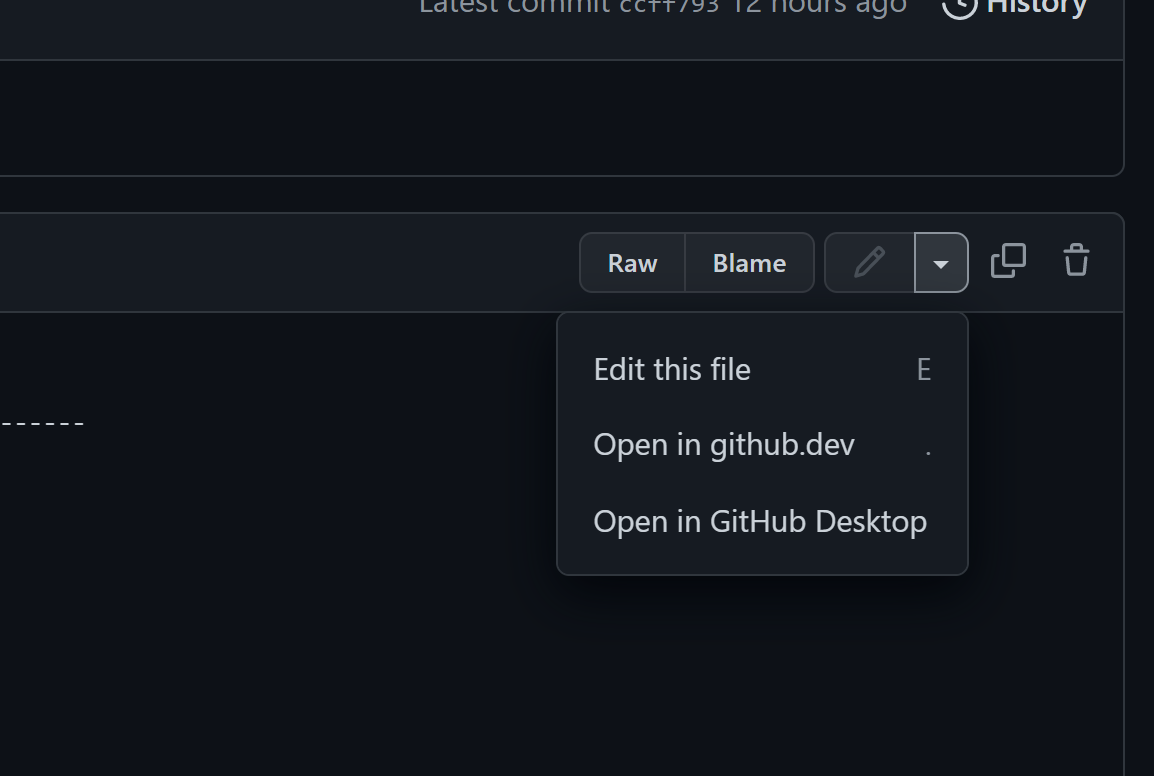 Latest commit ccff793 12 hours ago History
Raw Blame
Edit this file E
------
Open in github.dev .
Open in GitHub Desktop